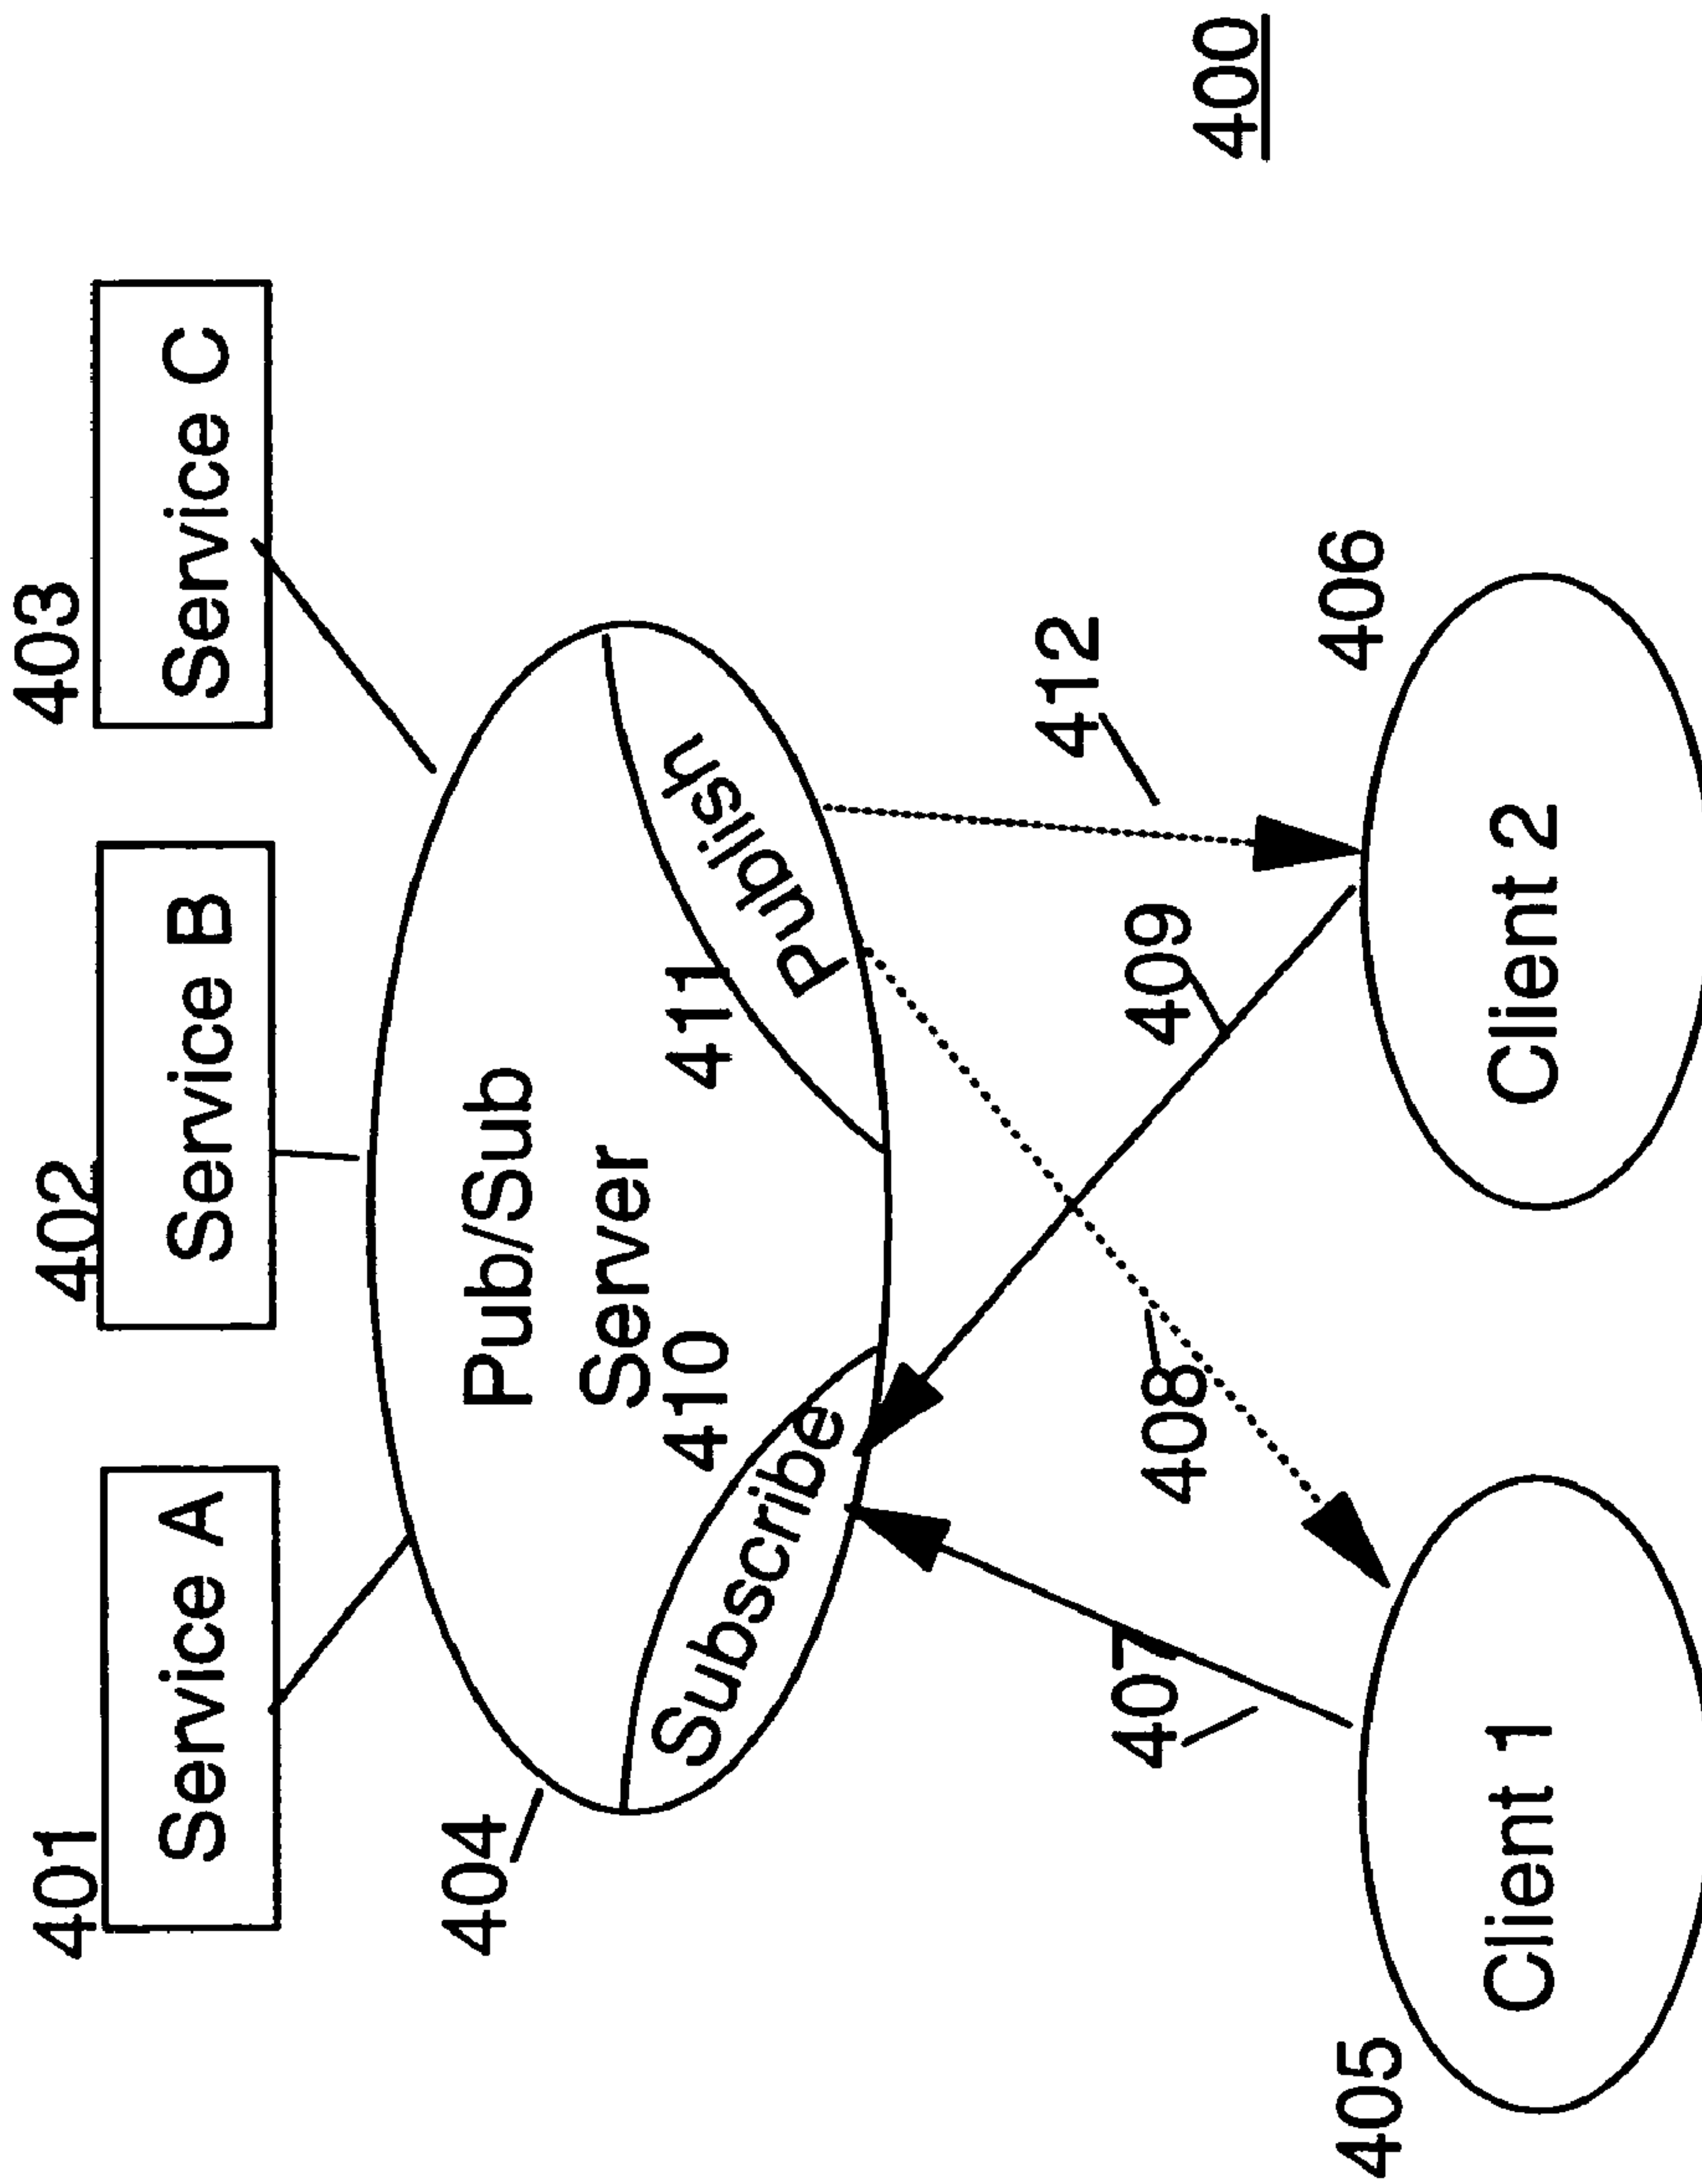 401
402
403
Service A
Service B
Service C
404
Pub/Sub
Server
410
411
Subscribe
Publish
407
408
409
412
405
406
Client 1
Client 2
400